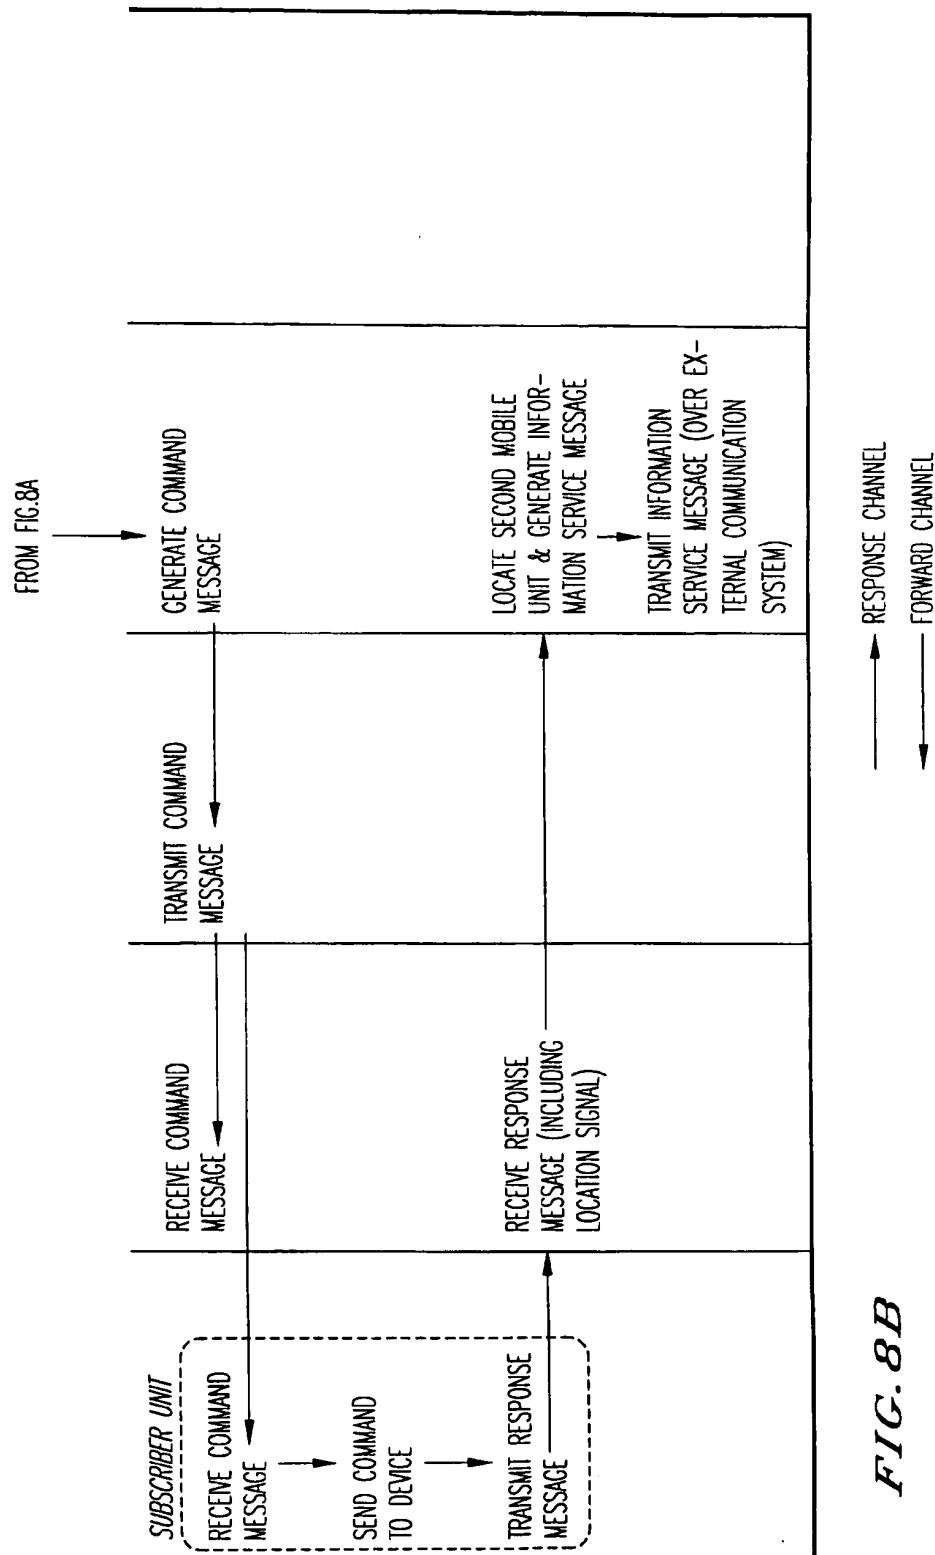 FROM FIG.8A
SUBSCRIBER UNIT
RECEIVE COMMAND
MESSAGE
SEND COMMAND
TO DEVICE
TRANSMIT RESPONSE
MESSAGE
RECEIVE COMMAND
MESSAGE
RECEIVE RESPONSE
MESSAGE (INCLUDING
LOCATION SIGNAL)
TRANSMIT COMMAND
MESSAGE
GENERATE COMMAND
MESSAGE
LOCATE SECOND MOBILE
UNIT & GENERATE INFOR-
MATION SERVICE MESSAGE
TRANSMIT INFORMATION
SERVICE MESSAGE (OVER EX-
TERNAL COMMUNICATION
SYSTEM)
RESPONSE CHANNEL
FORWARD CHANNEL
FIG. 8B